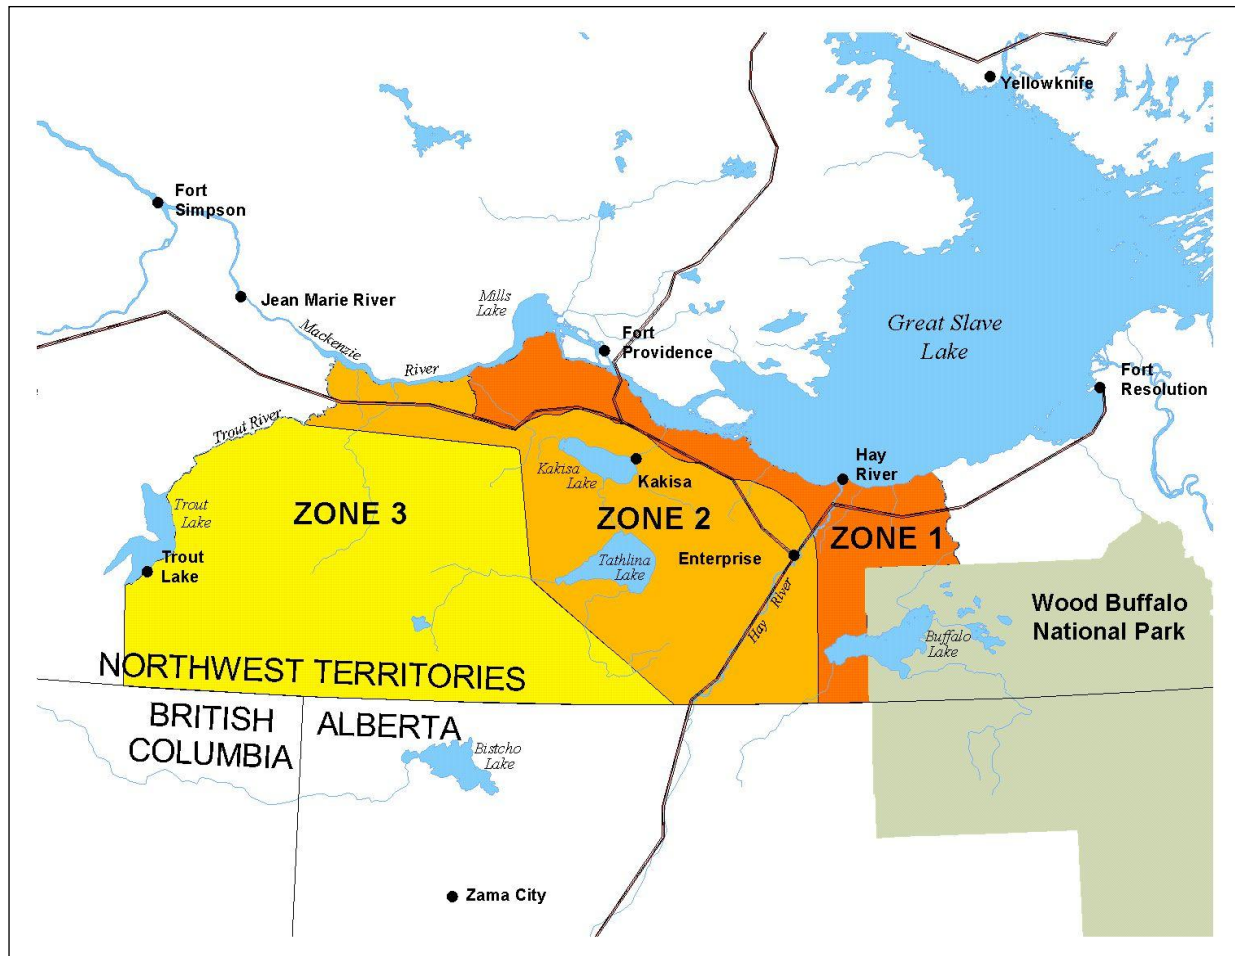 Yellowknife
Fort
Simpson
Jean Marie River
Mills
Lake
Mackenzie
River
Fort
Providence
Great Slave
Lake
Fort
Resolution
Trout River
Hay
River
Kakisa
Lake
Kakisa
Trout
Lake
ZONE 3
ZONE 2
ZONE 1
Trout
Lake
Tathlina
Lake
Enterprise
Hay
River
Wood Buffalo
National Park
Buffalo
Lake
NORTHWEST TERRITORIES
BRITISH
COLUMBIA
ALBERTA
Bistcho
Lake
Zama City